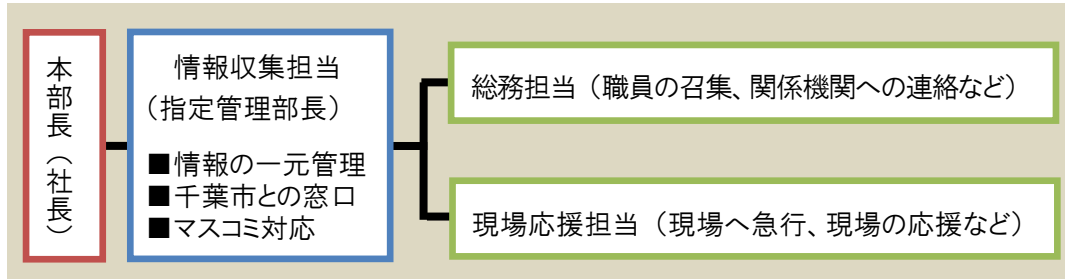 本部長（社長）
情報収集担当
（指定管理部長）
■情報の一元管理
■千葉市との窓口
■マスコミ対応
総務担当（職員の召集、関係機関への連絡など）
現場応援担当（現場へ急行、現場の応援など）